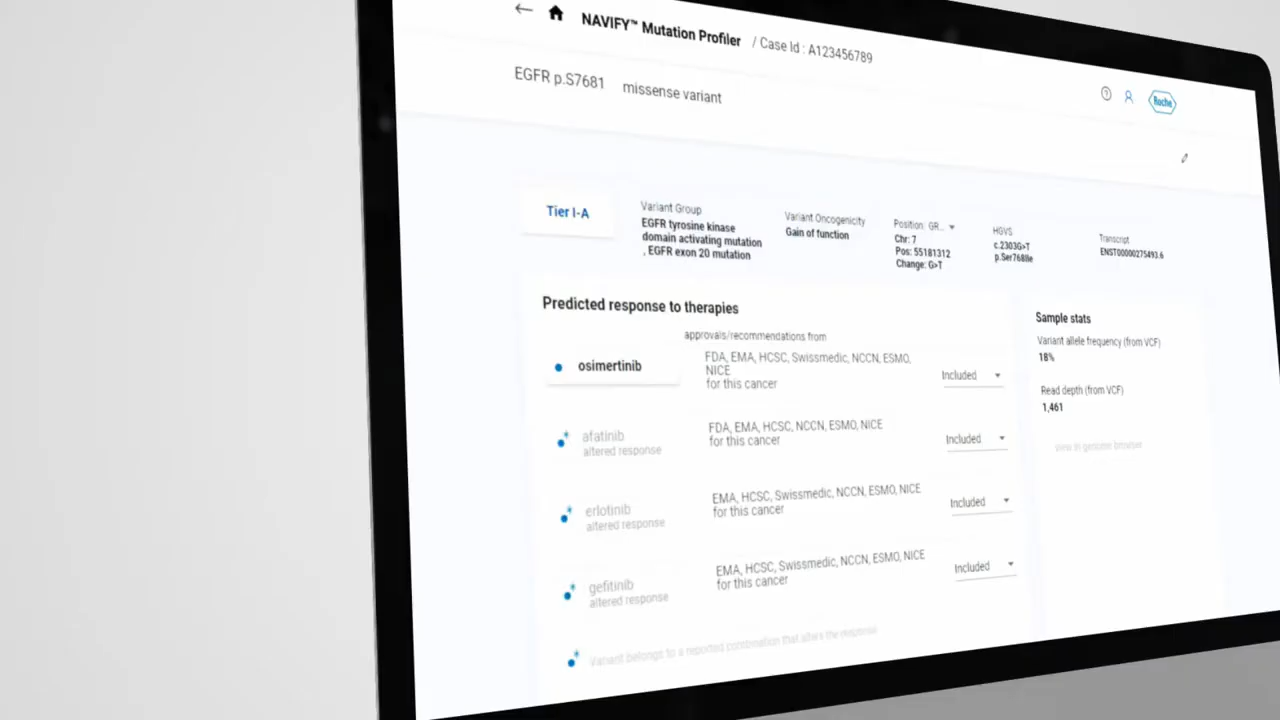 NAVIFY™ Mutation Profiler / Case Id : A123456789
EGFR p.S768I missense variant
Roche
Tier I-A
Variant Group
EGFR tyrosine kinase
domain activating mutation
, EGFR exon 20 mutation
Variant Oncogenicity
Gain of function
Position: GR...
Chr: 7
Pos: 55181312
Change: G>T
HGVS
c.2303G>T
p.Ser768Ile
Transcript
ENST00000275493.6
Predicted response to therapies
approvals/recommendations from
osimertinib
FDA, EMA, HCSC, Swissmedic, NCCN, ESMO,
NICE
for this cancer
Included
afatinib
altered response
FDA, EMA, HCSC, NCCN, ESMO, NICE
for this cancer
Included
erlotinib
altered response
EMA, HCSC, Swissmedic, NCCN, ESMO, NICE
for this cancer
Included
gefitinib
altered response
EMA, HCSC, Swissmedic, NCCN, ESMO, NICE
for this cancer
Included
Variant belongs to a reported combination that alters the response
Sample stats
Variant allele frequency (from VCF)
18%
Read depth (from VCF)
1,461
view in genome browser